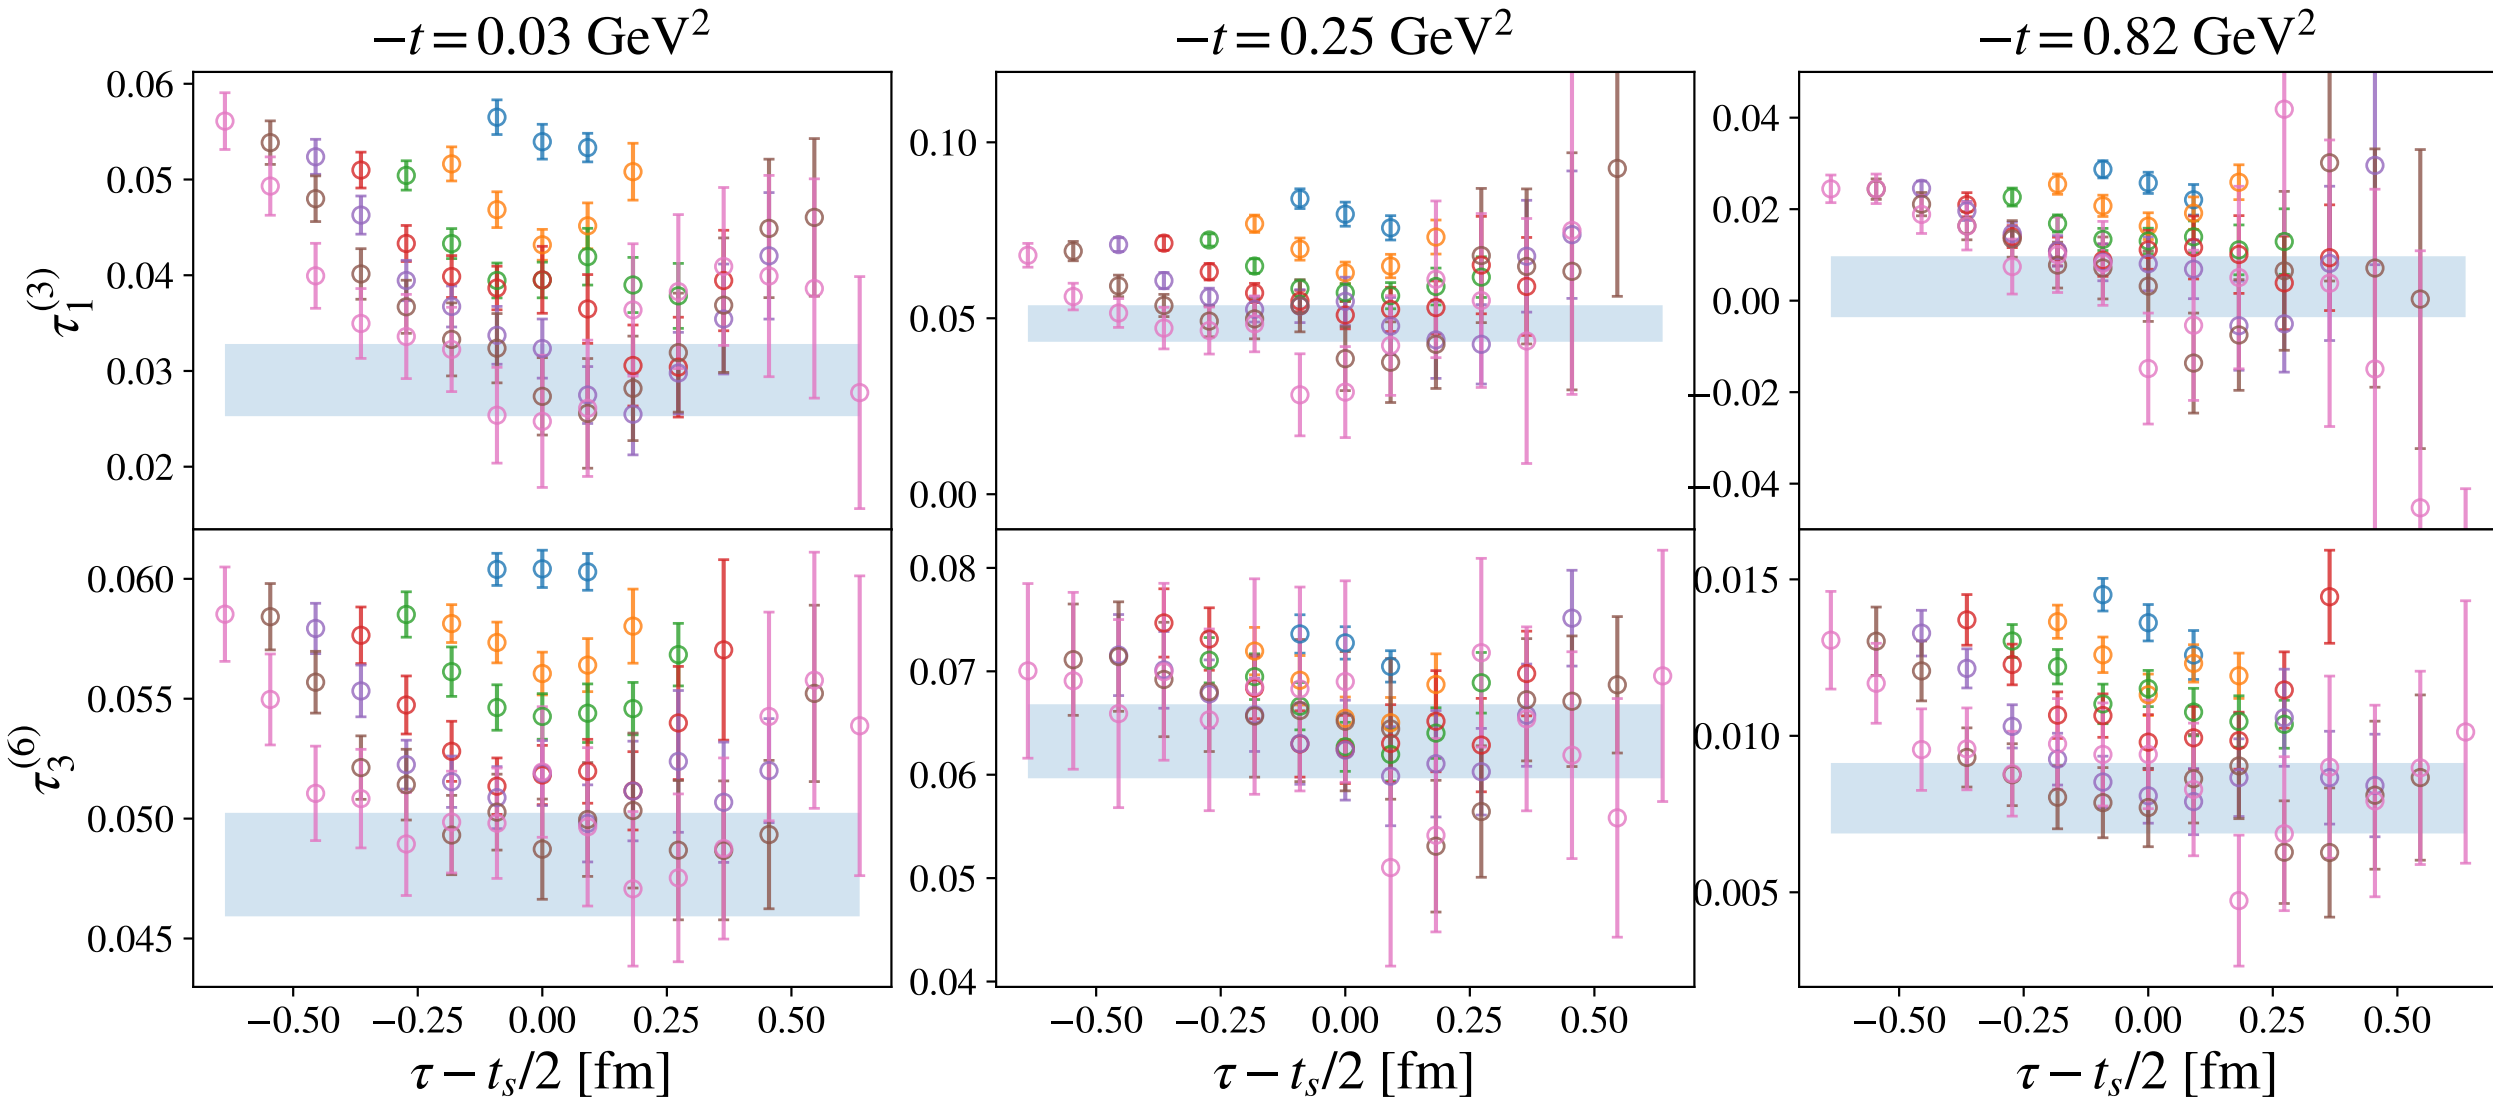 −t = 0.03 GeV²
−t = 0.25 GeV²
−t = 0.82 GeV²
τ₁⁽³⁾
0.06
0.05
0.04
0.03
0.02
0.10
0.05
0.00
0.04
0.02
0.00
−0.02
−0.04
τ₃⁽⁶⁾
0.060
0.055
0.050
0.045
0.08
0.07
0.06
0.05
0.04
0.015
0.010
0.005
−0.50 −0.25 0.00 0.25 0.50
−0.50 −0.25 0.00 0.25 0.50
−0.50 −0.25 0.00 0.25 0.50
τ − tₛ/2 [fm]
τ − tₛ/2 [fm]
τ − tₛ/2 [fm]